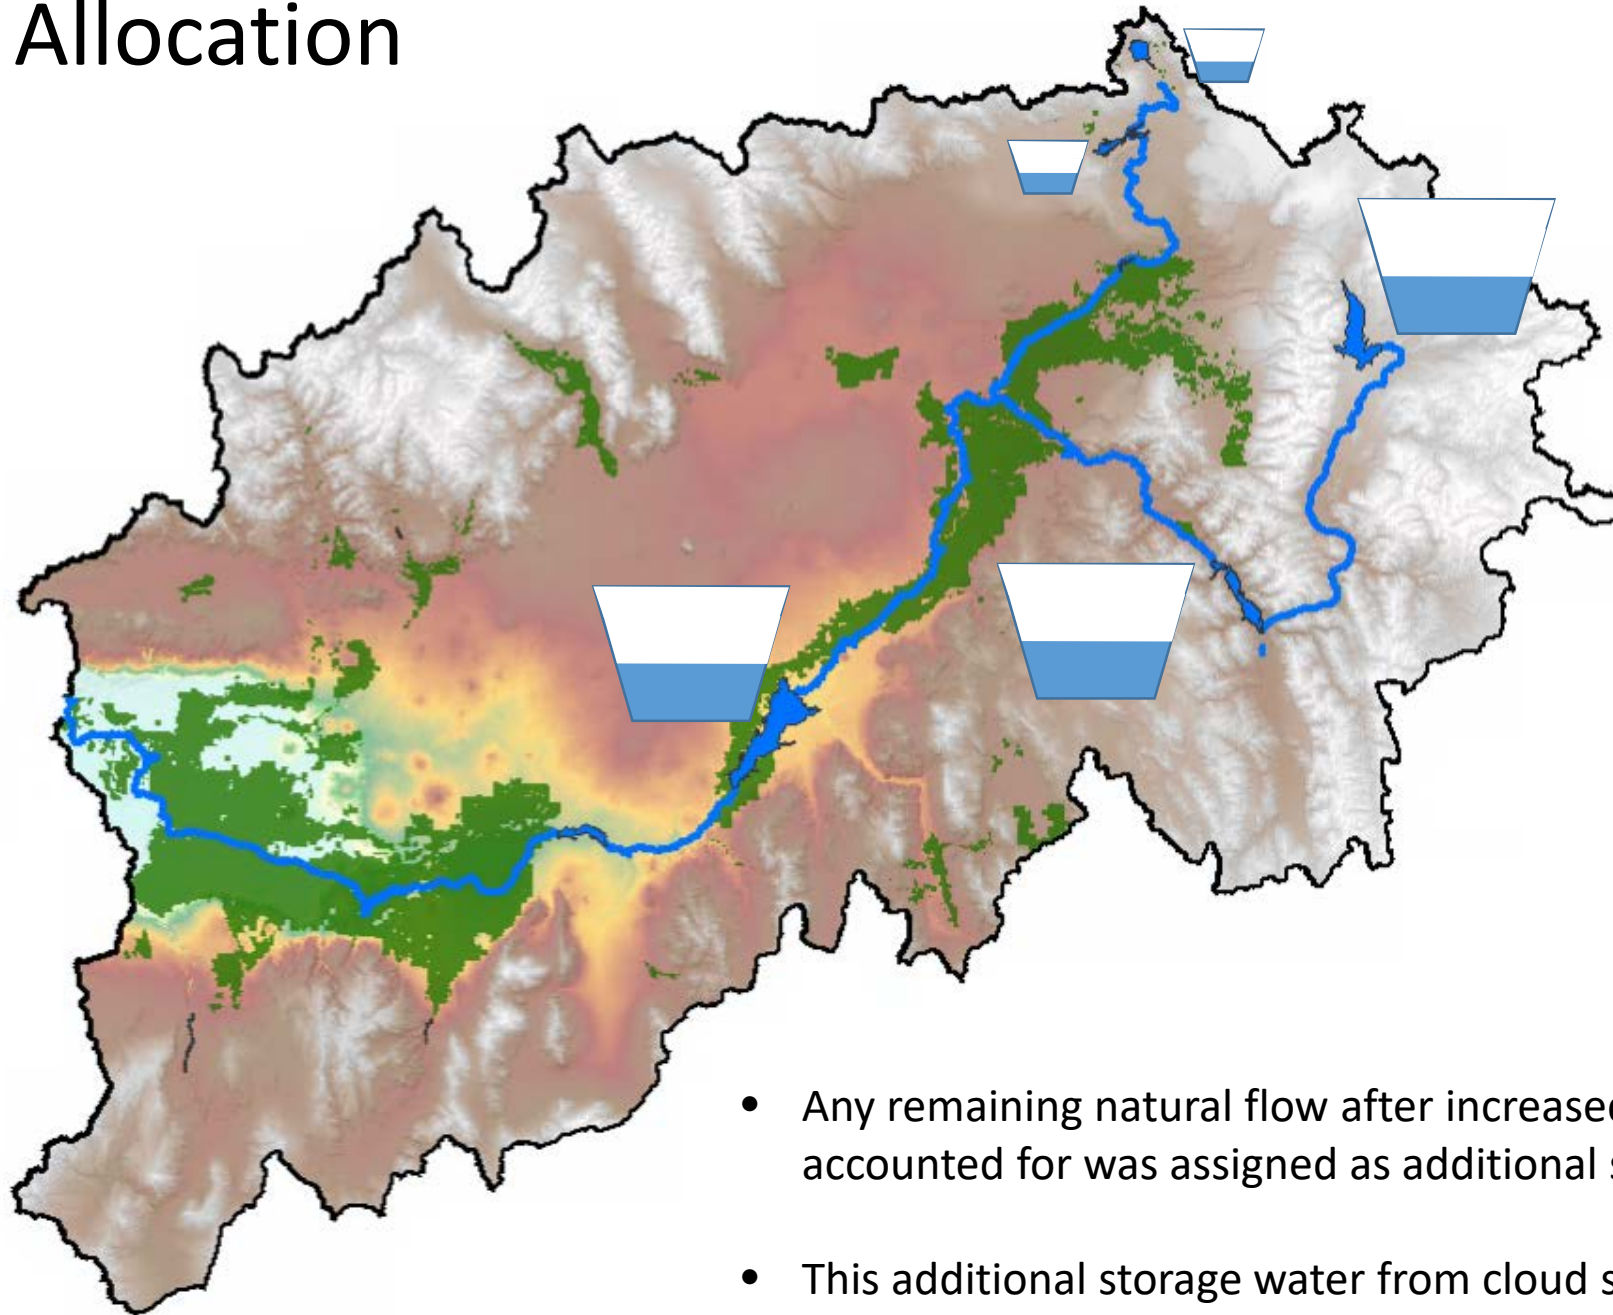 Allocation
• Any remaining natural flow after increased
accounted for was assigned as additional
• This additional storage water from cloud